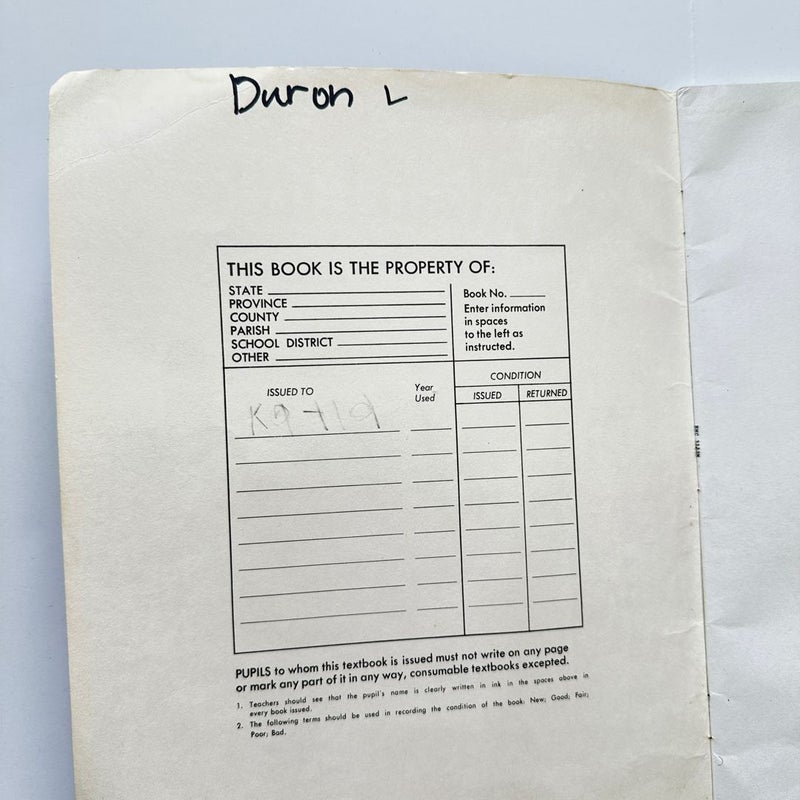 Duron L
THIS BOOK IS THE PROPERTY OF:
STATE
PROVINCE
COUNTY
PARISH
SCHOOL DISTRICT
OTHER
Book No.
Enter information
in spaces
to the left as
instructed.
ISSUED TO
Year
Used
CONDITION
ISSUED
RETURNED
PUPILS to whom this textbook is issued must not write on any page
or mark any part of it in any way, consumable textbooks excepted.
1. Teachers should see that the pupil's name is clearly written in ink in the spaces above in
every book issued.
2. The following terms should be used in recording the condition of the book: New; Good; Fair;
Poor; Bad.